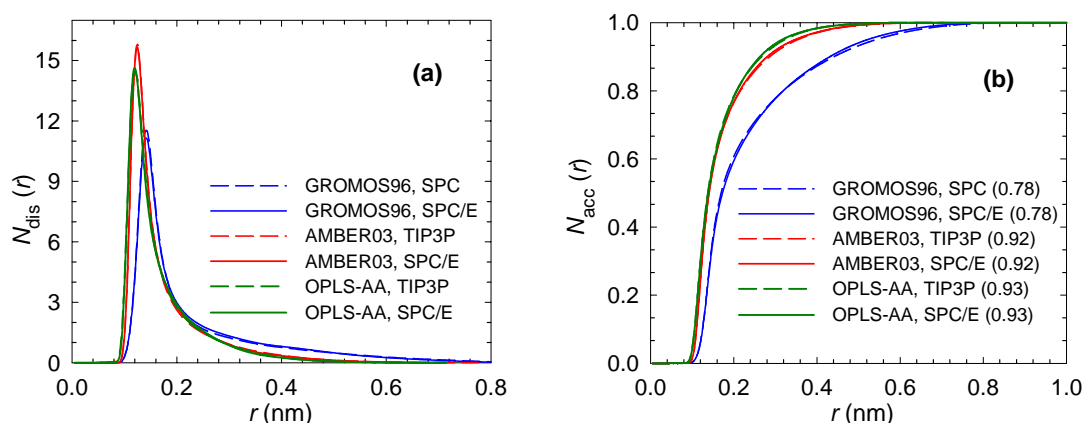 (a)
N_dis (r)
15
12
9
6
3
0
GROMOS96, SPC
GROMOS96, SPC/E
AMBER03, TIP3P
AMBER03, SPC/E
OPLS-AA, TIP3P
OPLS-AA, SPC/E
0.0 0.2 0.4 0.6 0.8
r (nm)
(b)
N_acc (r)
1.0
0.8
0.6
0.4
0.2
0.0
GROMOS96, SPC (0.78)
GROMOS96, SPC/E (0.78)
AMBER03, TIP3P (0.92)
AMBER03, SPC/E (0.92)
OPLS-AA, TIP3P (0.93)
OPLS-AA, SPC/E (0.93)
0.0 0.2 0.4 0.6 0.8 1.0
r (nm)